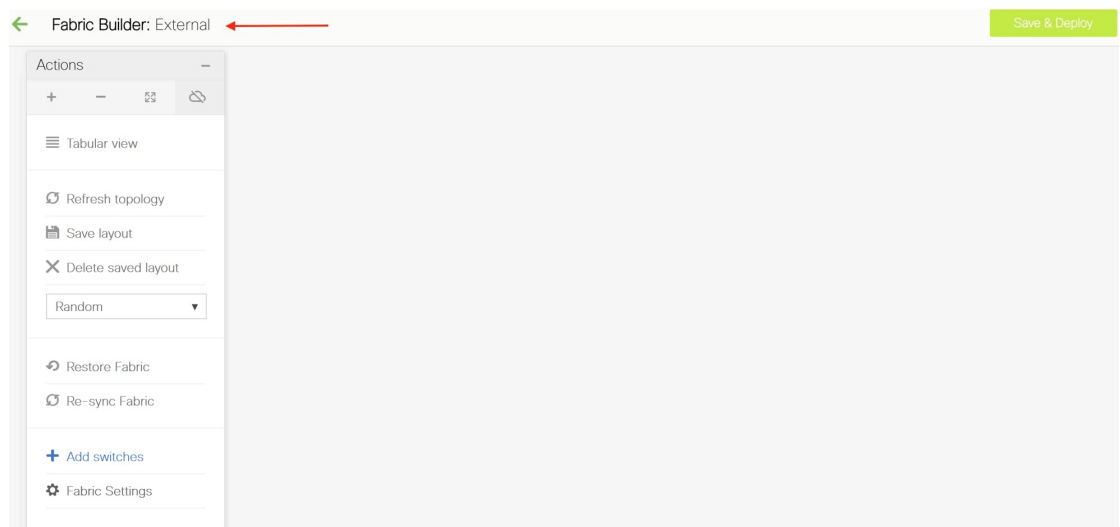 Fabric Builder: External
Save & Deploy
Actions
Tabular view
Refresh topology
Save layout
Delete saved layout
Random
Restore Fabric
Re-sync Fabric
Add switches
Fabric Settings